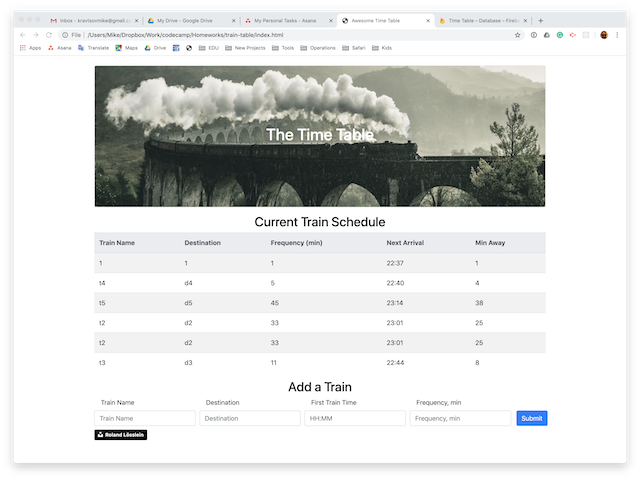 Inbox - kravlsonmike@gmail.c
My Drive - Google Drive
My Personal Tasks - Asana
Awesome Time Table
Time Table - Database - Fireb
File /Users/Mike/Dropbox/Work/codecamp/Homeworks/train-table/index.html
Apps Asana Translate Maps Drive EDU New Projects Tools Operations Safari Kids
The Time Table
Current Train Schedule
Train Name Destination Frequency (min) Next Arrival Min Away
1 1 1 22:37 1
t4 d4 5 22:40 4
t5 d5 45 23:14 38
t2 d2 33 23:01 25
t2 d2 33 23:01 25
t3 d3 11 22:44 8
Add a Train
Train Name Destination First Train Time Frequency, min
Train Name Destination HH:MM Frequency, min Submit
Roland Lösslein